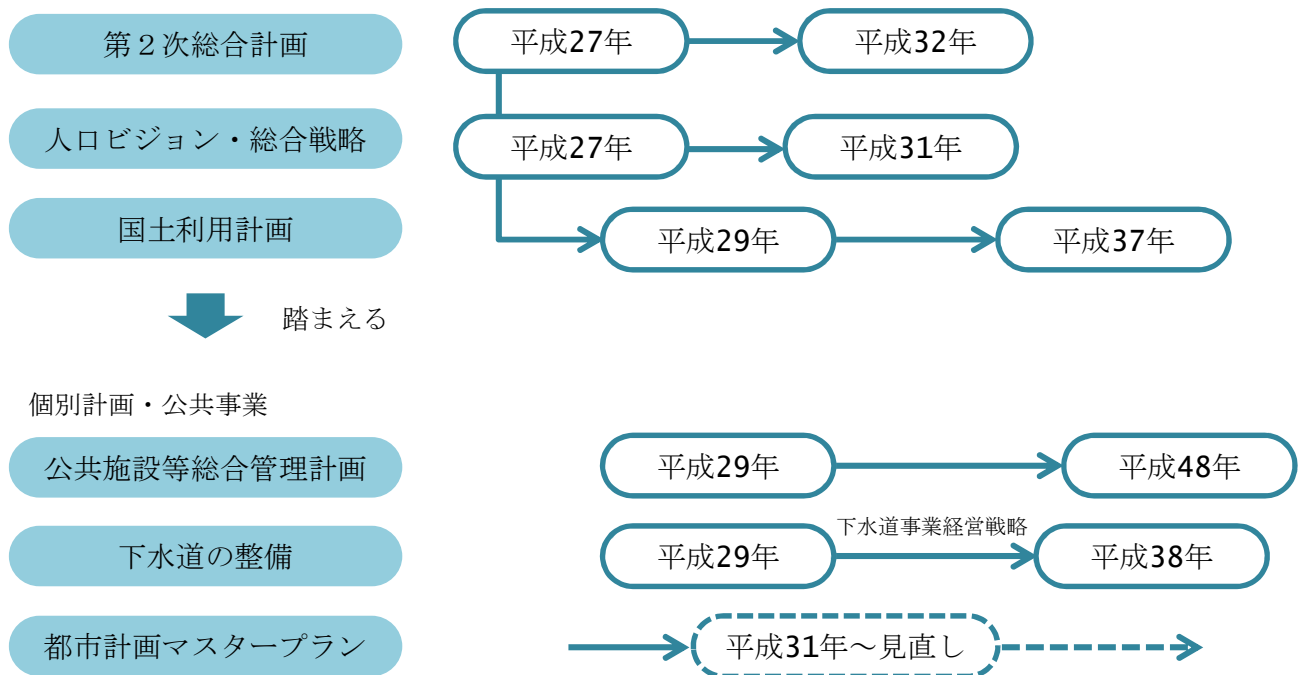 第２次総合計画 平成27年 平成32年
人口ビジョン・総合戦略 平成27年 平成31年
国土利用計画 平成29年 平成37年
踏まえる
個別計画・公共事業
公共施設等総合管理計画 平成29年 平成48年
下水道事業経営戦略
下水道の整備 平成29年 平成38年
都市計画マスタープラン 平成31年～見直し